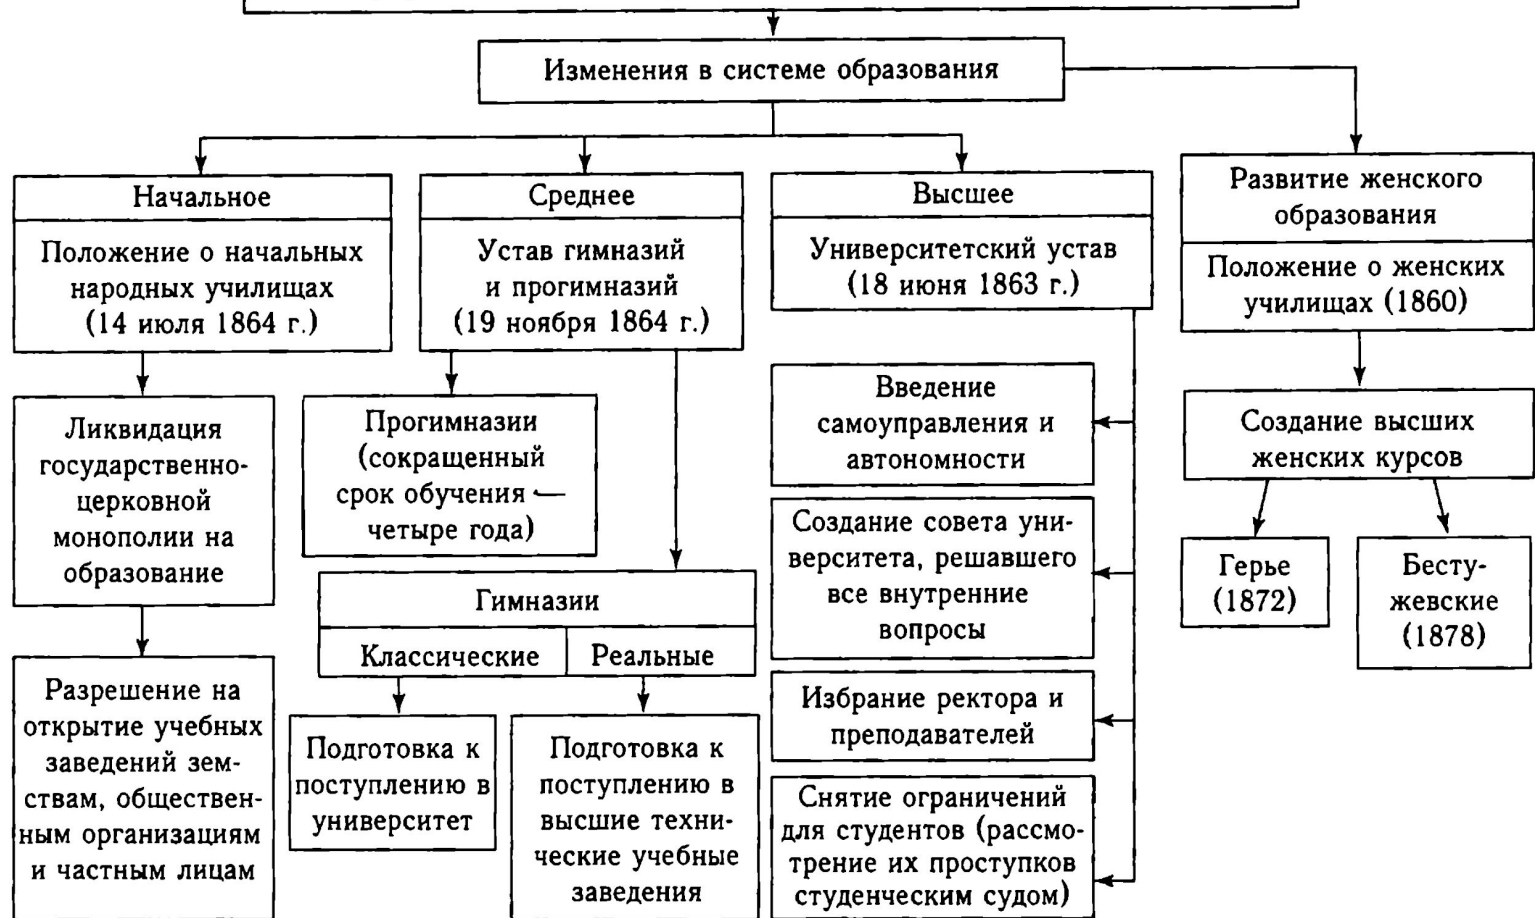 Изменения в системе образования
Начальное
Положение о начальных
народных училищах
(14 июля 1864 г.)
Ликвидация
государственно-
церковной
монополии на
образование
Разрешение на
открытие учебных
заведений зем-
ствам, обществен-
ным организациям
и частным лицам
Среднее
Устав гимназий
и прогимназий
(19 ноября 1864 г.)
Прогимназии
(сокращенный
срок обучения —
четыре года)
Гимназии
Классические
Реальные
Подготовка к
поступлению в
университет
Подготовка к
поступлению в
высшие техни-
ческие учебные
заведения
Высшее
Университетский устав
(18 июня 1863 г.)
Введение
самоуправления и
автономности
Создание совета уни-
верситета, решавшего
все внутренние
вопросы
Избрание ректора и
преподавателей
Снятие ограничений
для студентов (рассмо-
трение их проступков
студенческим судом)
Развитие женского
образования
Положение о женских
училищах (1860)
Создание высших
женских курсов
Герье
(1872)
Бесту-
жевские
(1878)